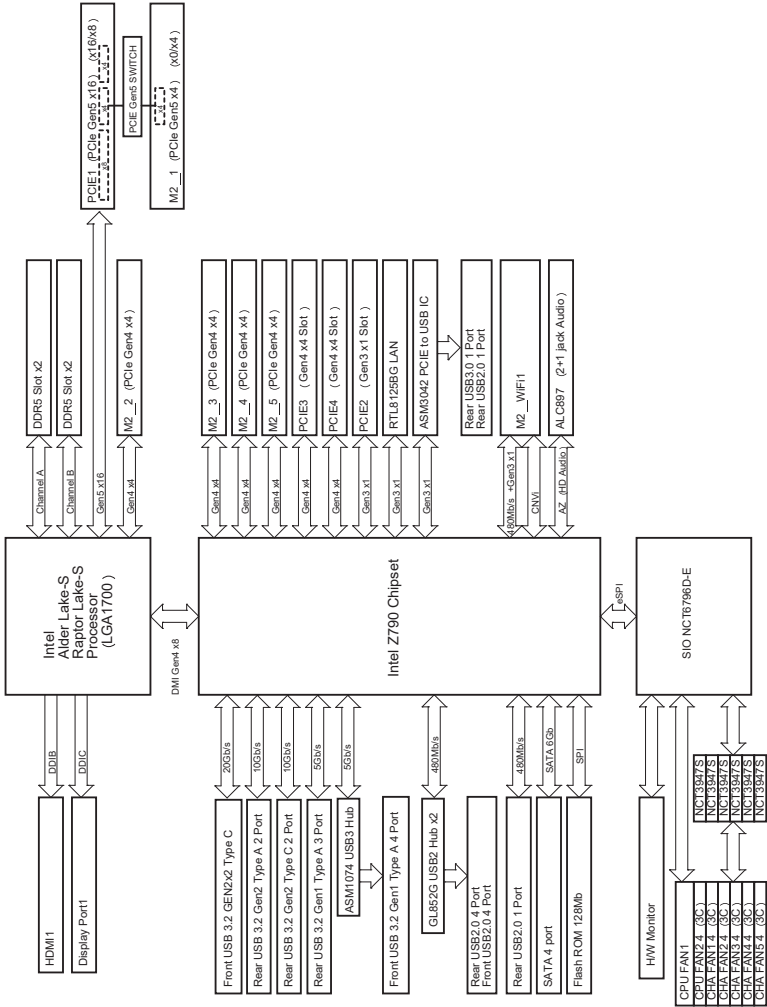 HDMI1
Display Port1
DDIB
DDIC
Intel
Alder Lake-S
Raptor Lake-S
Processor
(LGA1700)
Channel A
Channel B
Gen5 x16
Gen4 x4
DDR5 Slot x2
DDR5 Slot x2
M2_2 (PCIe Gen4 x4)
PCIE1 (PCIe Gen5 x16) (x16/x8)
x8
x4
x4
PCIE Gen5 SWITCH
x4
M2_1 (PCIe Gen5 x4) (x0/x4)
DMI Gen4 x8
Front USB 3.2 GEN2x2 Type C
Rear USB 3.2 Gen2 Type A 2 Port
Rear USB 3.2 Gen2 Type C 2 Port
Rear USB 3.2 Gen1 Type A 3 Port
ASM1074 USB3 Hub
Front USB 3.2 Gen1 Type A 4 Port
GL852G USB2 Hub x2
Rear USB2.0 4 Port
Front USB2.0 4 Port
Rear USB2.0 1 Port
SATA 4 port
Flash ROM 128Mb
20Gb/s
10Gb/s
10Gb/s
5Gb/s
5Gb/s
480Mb/s
480Mb/s
SATA 6Gb
SPI
Intel Z790 Chipset
Gen4 x4
Gen4 x4
Gen4 x4
Gen4 x4
Gen4 x4
Gen3 x1
Gen3 x1
Gen3 x1
480Mb/s +Gen3 x1
CNVi
AZ (HD Audio)
M2_3 (PCIe Gen4 x4)
M2_4 (PCIe Gen4 x4)
M2_5 (PCIe Gen4 x4)
PCIE3 (Gen4 x4 Slot)
PCIE4 (Gen4 x4 Slot)
PCIE2 (Gen3 x1 Slot)
RTL8125BG LAN
ASM3042 PCIE to USB IC
Rear USB3.0 1 Port
Rear USB2.0 1 Port
M2_WiFi1
ALC897 (2+1 jack Audio)
eSPI
H/W Monitor
CPU FAN1
CPU FAN2 4 (3C)
CHA FAN1 4 (3C)
CHA FAN2 4 (3C)
CHA FAN3 4 (3C)
CHA FAN4 4 (3C)
CHA FAN5 4 (3C)
NCT3947S
NCT3947S
NCT3947S
NCT3947S
NCT3947S
NCT3947S
SIO NCT6796D-E